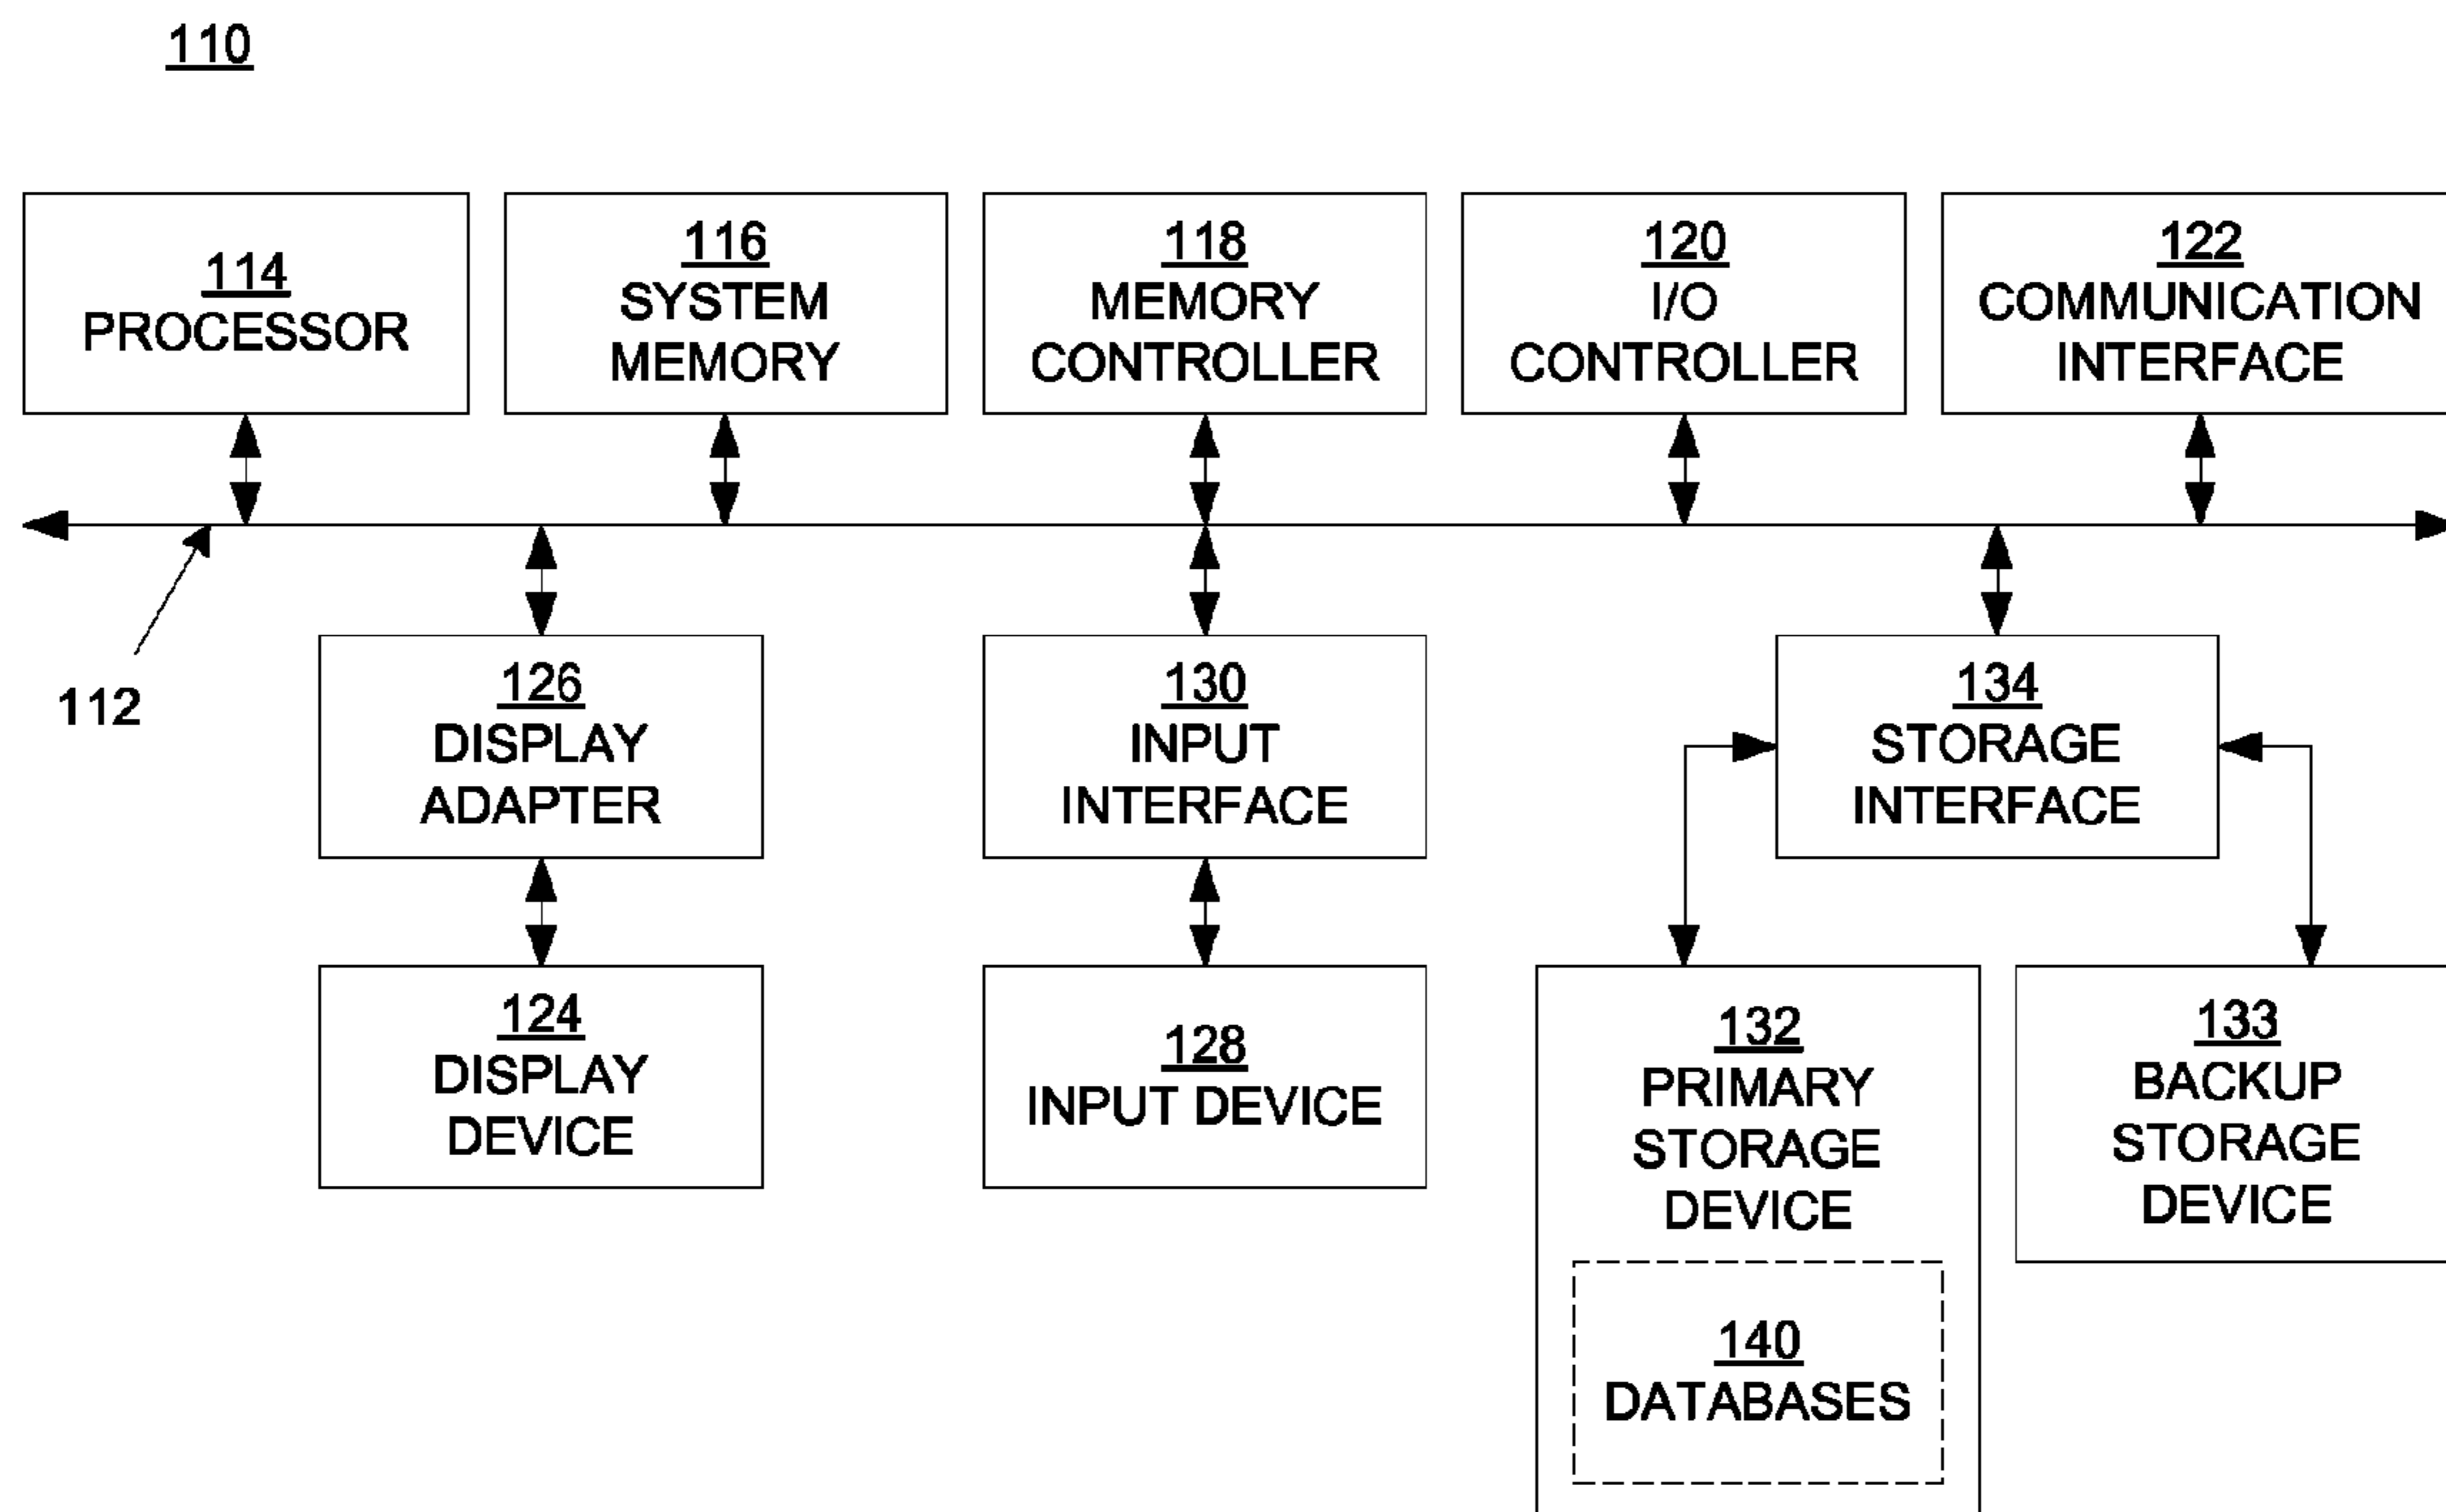 110
114
PROCESSOR
116
SYSTEM
MEMORY
118
MEMORY
CONTROLLER
120
I/O
CONTROLLER
122
COMMUNICATION
INTERFACE
112
126
DISPLAY
ADAPTER
130
INPUT
INTERFACE
134
STORAGE
INTERFACE
124
DISPLAY
DEVICE
128
INPUT DEVICE
132
PRIMARY
STORAGE
DEVICE
133
BACKUP
STORAGE
DEVICE
140
DATABASES